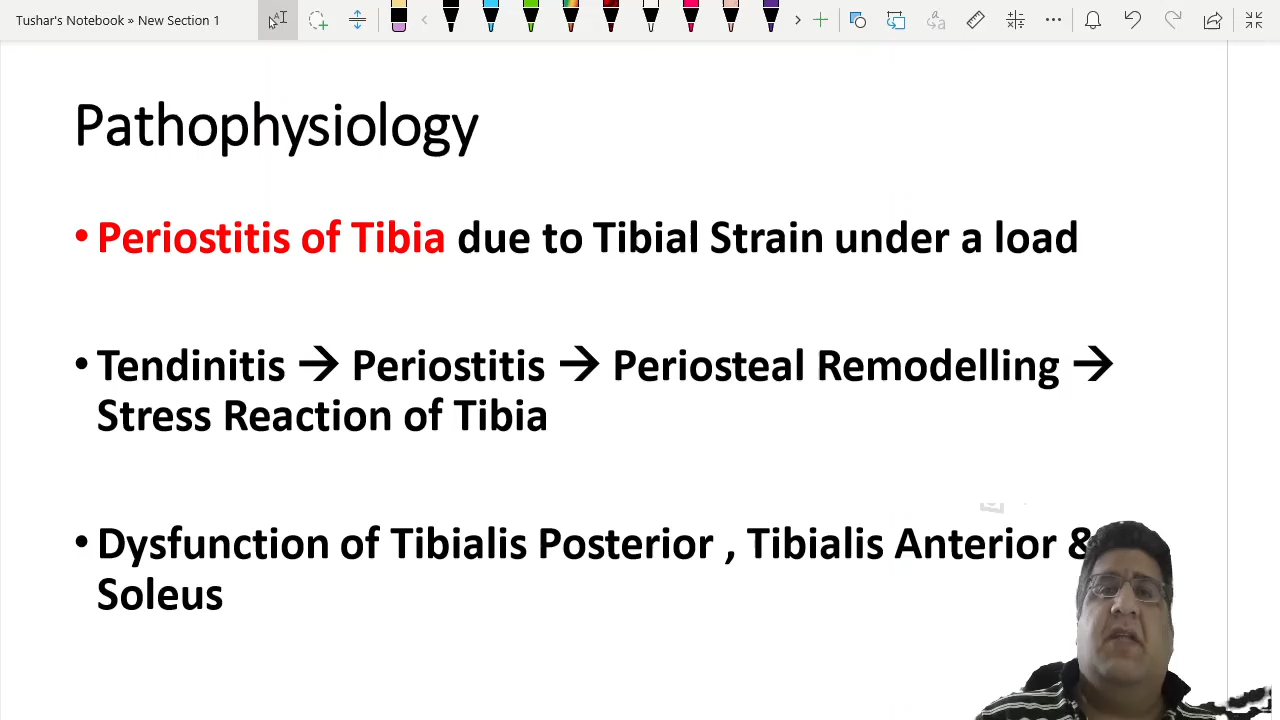 Tushar's Notebook » New Section 1
Pathophysiology
• Periostitis of Tibia due to Tibial Strain under a load
• Tendinitis → Periostitis → Periosteal Remodelling →
Stress Reaction of Tibia
• Dysfunction of Tibialis Posterior , Tibialis Anterior &
Soleus